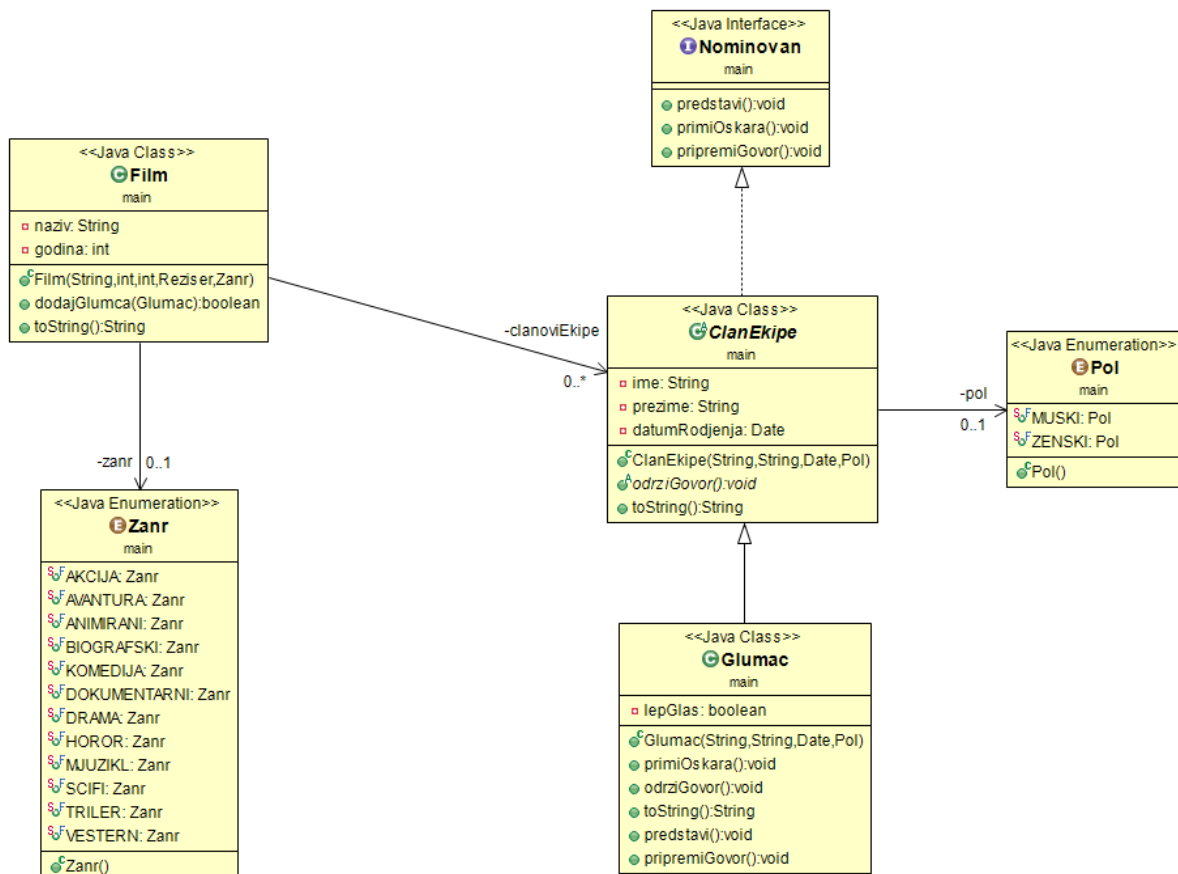 <<Java Interface>>
Nominovan
main
predstavi():void
primiOskara():void
pripremiGovor():void
<<Java Class>>
Film
main
naziv: String
godina: int
Film(String,int,int,Reziser,Zanr)
dodajGlumca(Glumac):boolean
toString():String
-clanoviEkipe
0..*
-zanr
0..1
<<Java Class>>
ClanEkipe
main
ime: String
prezime: String
datumRodjenja: Date
ClanEkipe(String,String,Date,Pol)
odrziGovor():void
toString():String
-pol
0..1
<<Java Enumeration>>
Pol
main
MUSKI: Pol
ZENSKI: Pol
Pol()
<<Java Enumeration>>
Zanr
main
AKCIJA: Zanr
AVANTURA: Zanr
ANIMIRANI: Zanr
BIOGRAFSKI: Zanr
KOMEDIJA: Zanr
DOKUMENTARNI: Zanr
DRAMA: Zanr
HOROR: Zanr
MJUZIKL: Zanr
SCIFI: Zanr
TRILER: Zanr
VESTERN: Zanr
Zanr()
<<Java Class>>
Glumac
main
lepGlas: boolean
Glumac(String,String,Date,Pol)
primiOskara():void
odrziGovor():void
toString():String
predstavi():void
pripremiGovor():void